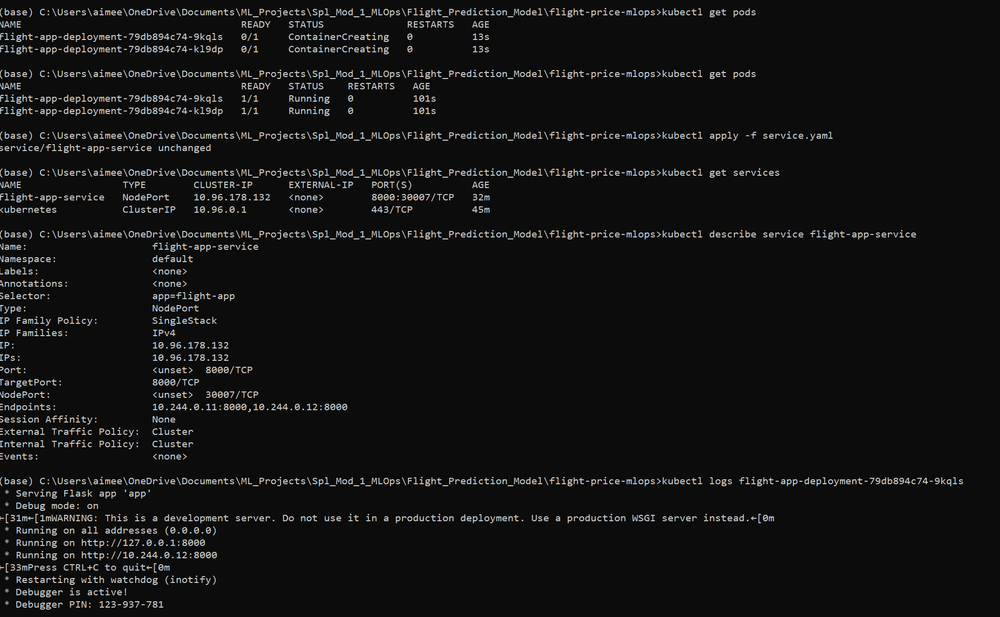 (base) C:\Users\aimee\OneDrive\Documents\ML_Projects\Spl_Mod_1_MLOps\Flight_Prediction_Model\flight-price-mlops>kubectl get pods
NAME                                     READY   STATUS              RESTARTS   AGE
flight-app-deployment-79db894c74-9kqls   0/1     ContainerCreating   0          13s
flight-app-deployment-79db894c74-kl9dp   0/1     ContainerCreating   0          13s

(base) C:\Users\aimee\OneDrive\Documents\ML_Projects\Spl_Mod_1_MLOps\Flight_Prediction_Model\flight-price-mlops>kubectl get pods
NAME                                     READY   STATUS    RESTARTS   AGE
flight-app-deployment-79db894c74-9kqls   1/1     Running   0          101s
flight-app-deployment-79db894c74-kl9dp   1/1     Running   0          101s

(base) C:\Users\aimee\OneDrive\Documents\ML_Projects\Spl_Mod_1_MLOps\Flight_Prediction_Model\flight-price-mlops>kubectl apply -f service.yaml
service/flight-app-service unchanged

(base) C:\Users\aimee\OneDrive\Documents\ML_Projects\Spl_Mod_1_MLOps\Flight_Prediction_Model\flight-price-mlops>kubectl get services
NAME                 TYPE        CLUSTER-IP      EXTERNAL-IP   PORT(S)          AGE
flight-app-service   NodePort    10.96.178.132   <none>        8000:30007/TCP   32m
kubernetes           ClusterIP   10.96.0.1       <none>        443/TCP          45m

(base) C:\Users\aimee\OneDrive\Documents\ML_Projects\Spl_Mod_1_MLOps\Flight_Prediction_Model\flight-price-mlops>kubectl describe service flight-app-service
Name:                     flight-app-service
Namespace:                default
Labels:                   <none>
Annotations:              <none>
Selector:                 app=flight-app
Type:                     NodePort
IP Family Policy:         SingleStack
IP Families:              IPv4
IP:                       10.96.178.132
IPs:                      10.96.178.132
Port:                     <unset>  8000/TCP
TargetPort:               8000/TCP
NodePort:                 <unset>  30007/TCP
Endpoints:                10.244.0.11:8000,10.244.0.12:8000
Session Affinity:         None
External Traffic Policy:  Cluster
Internal Traffic Policy:  Cluster
Events:                   <none>

(base) C:\Users\aimee\OneDrive\Documents\ML_Projects\Spl_Mod_1_MLOps\Flight_Prediction_Model\flight-price-mlops>kubectl logs flight-app-deployment-79db894c74-9kqls
 * Serving Flask app 'app'
 * Debug mode: on
←[31m←[1mWARNING: This is a development server. Do not use it in a production deployment. Use a production WSGI server instead.←[0m
 * Running on all addresses (0.0.0.0)
 * Running on http://127.0.0.1:8000
 * Running on http://10.244.0.12:8000
←[33mPress CTRL+C to quit←[0m
 * Restarting with watchdog (inotify)
 * Debugger is active!
 * Debugger PIN: 123-937-781